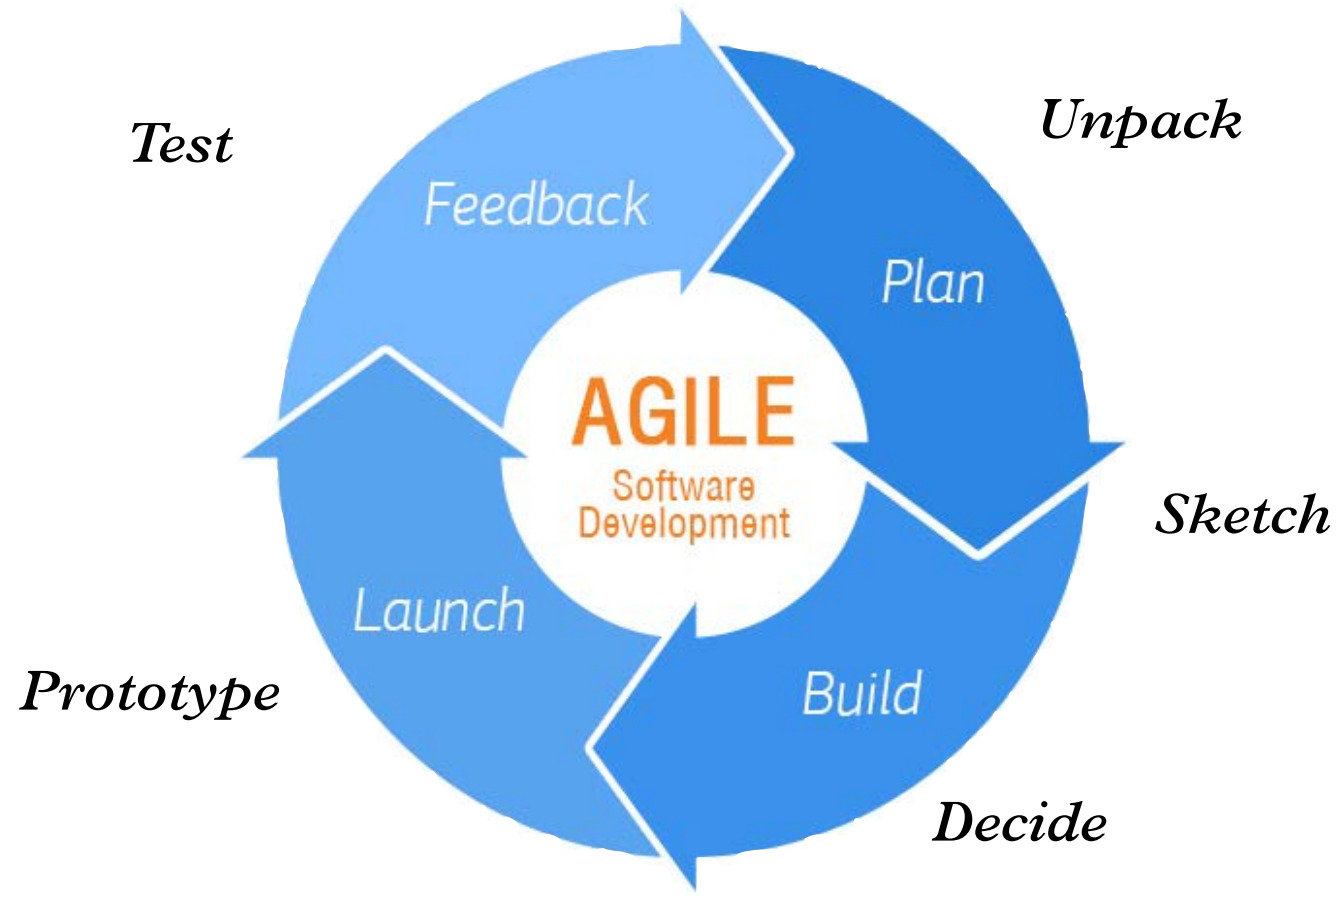 Test
Unpack
Feedback
Plan
AGILE
Software
Development
Sketch
Launch
Prototype
Build
Decide